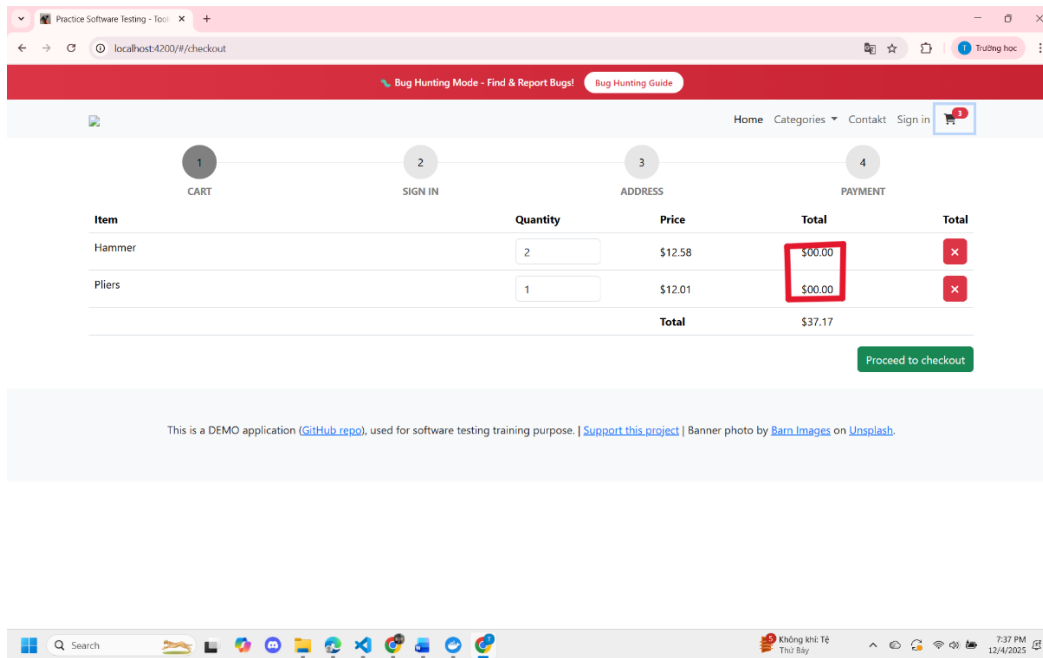 Practice Software Testing - Tool
localhost:4200/#/checkout
Trường học
Bug Hunting Mode - Find & Report Bugs! Bug Hunting Guide
Home Categories Contakt Sign in 3
1 2 3 4
CART SIGN IN ADDRESS PAYMENT
Item Quantity Price Total Total
Hammer 2 $12.58 $00.00
Pliers 1 $12.01 $00.00
Total $37.17
Proceed to checkout
This is a DEMO application (GitHub repo), used for software testing training purpose. | Support this project | Banner photo by Barn Images on Unsplash.
Search
Không khí: Tệ
Thứ Bảy
7:37 PM
12/4/2025